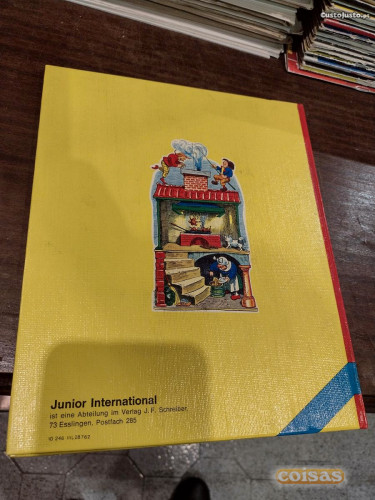 CustoJusto.pt
Junior International
ist eine Abteilung im Verlag J. F. Schreiber,
73 Esslingen, Postfach 285
coisas